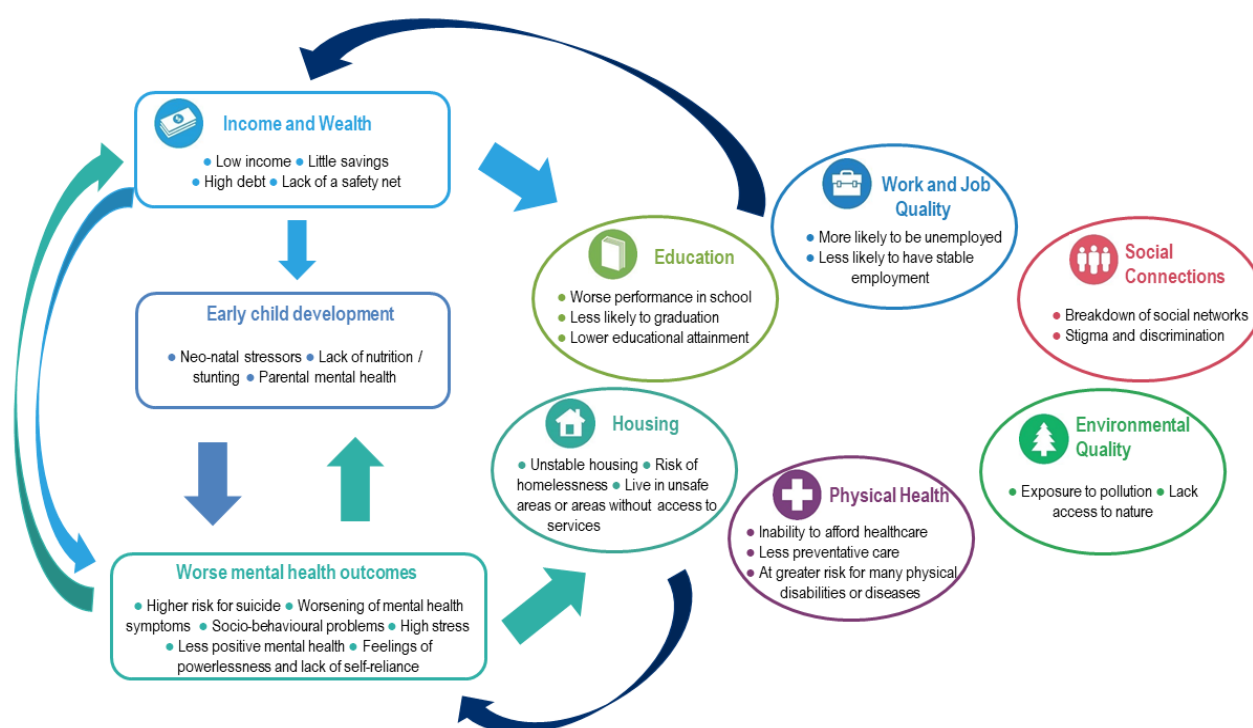 Income and Wealth
● Low income ● Little savings
● High debt ● Lack of a safety net
Early child development
● Neo-natal stressors ● Lack of nutrition /
stunting ● Parental mental health
Worse mental health outcomes
● Higher risk for suicide ● Worsening of mental health
symptoms ● Socio-behavioural problems ● High stress
● Less positive mental health ● Feelings of
powerlessness and lack of self-reliance
Education
● Worse performance in school
● Less likely to graduation
● Lower educational attainment
Housing
● Unstable housing ● Risk of
homelessness ● Live in unsafe
areas or areas without access to
services
Work and Job
Quality
● More likely to be unemployed
● Less likely to have stable
employment
Physical Health
● Inability to afford healthcare
● Less preventative care
● At greater risk for many physical
disabilities or diseases
Social
Connections
● Breakdown of social networks
● Stigma and discrimination
Environmental
Quality
● Exposure to pollution ● Lack
access to nature